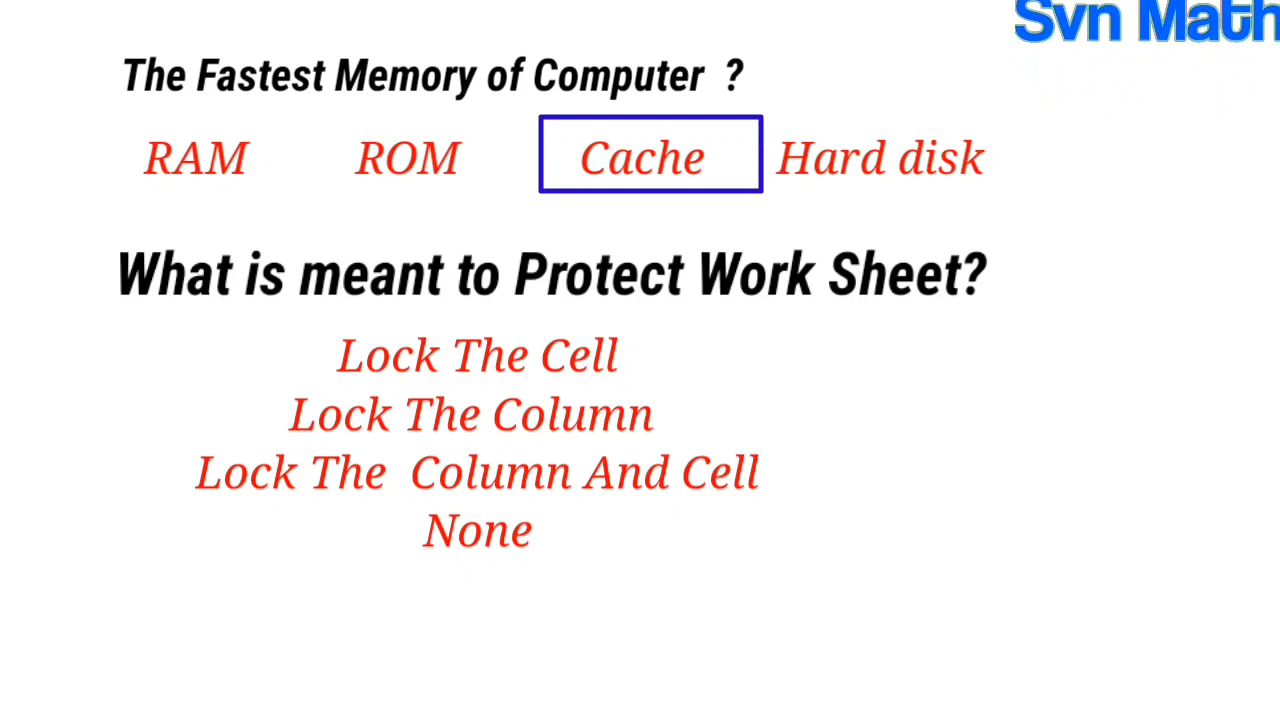 Svn Math
The Fastest Memory of Computer ?
RAM ROM Cache Hard disk
What is meant to Protect Work Sheet?
Lock The Cell
Lock The Column
Lock The Column And Cell
None